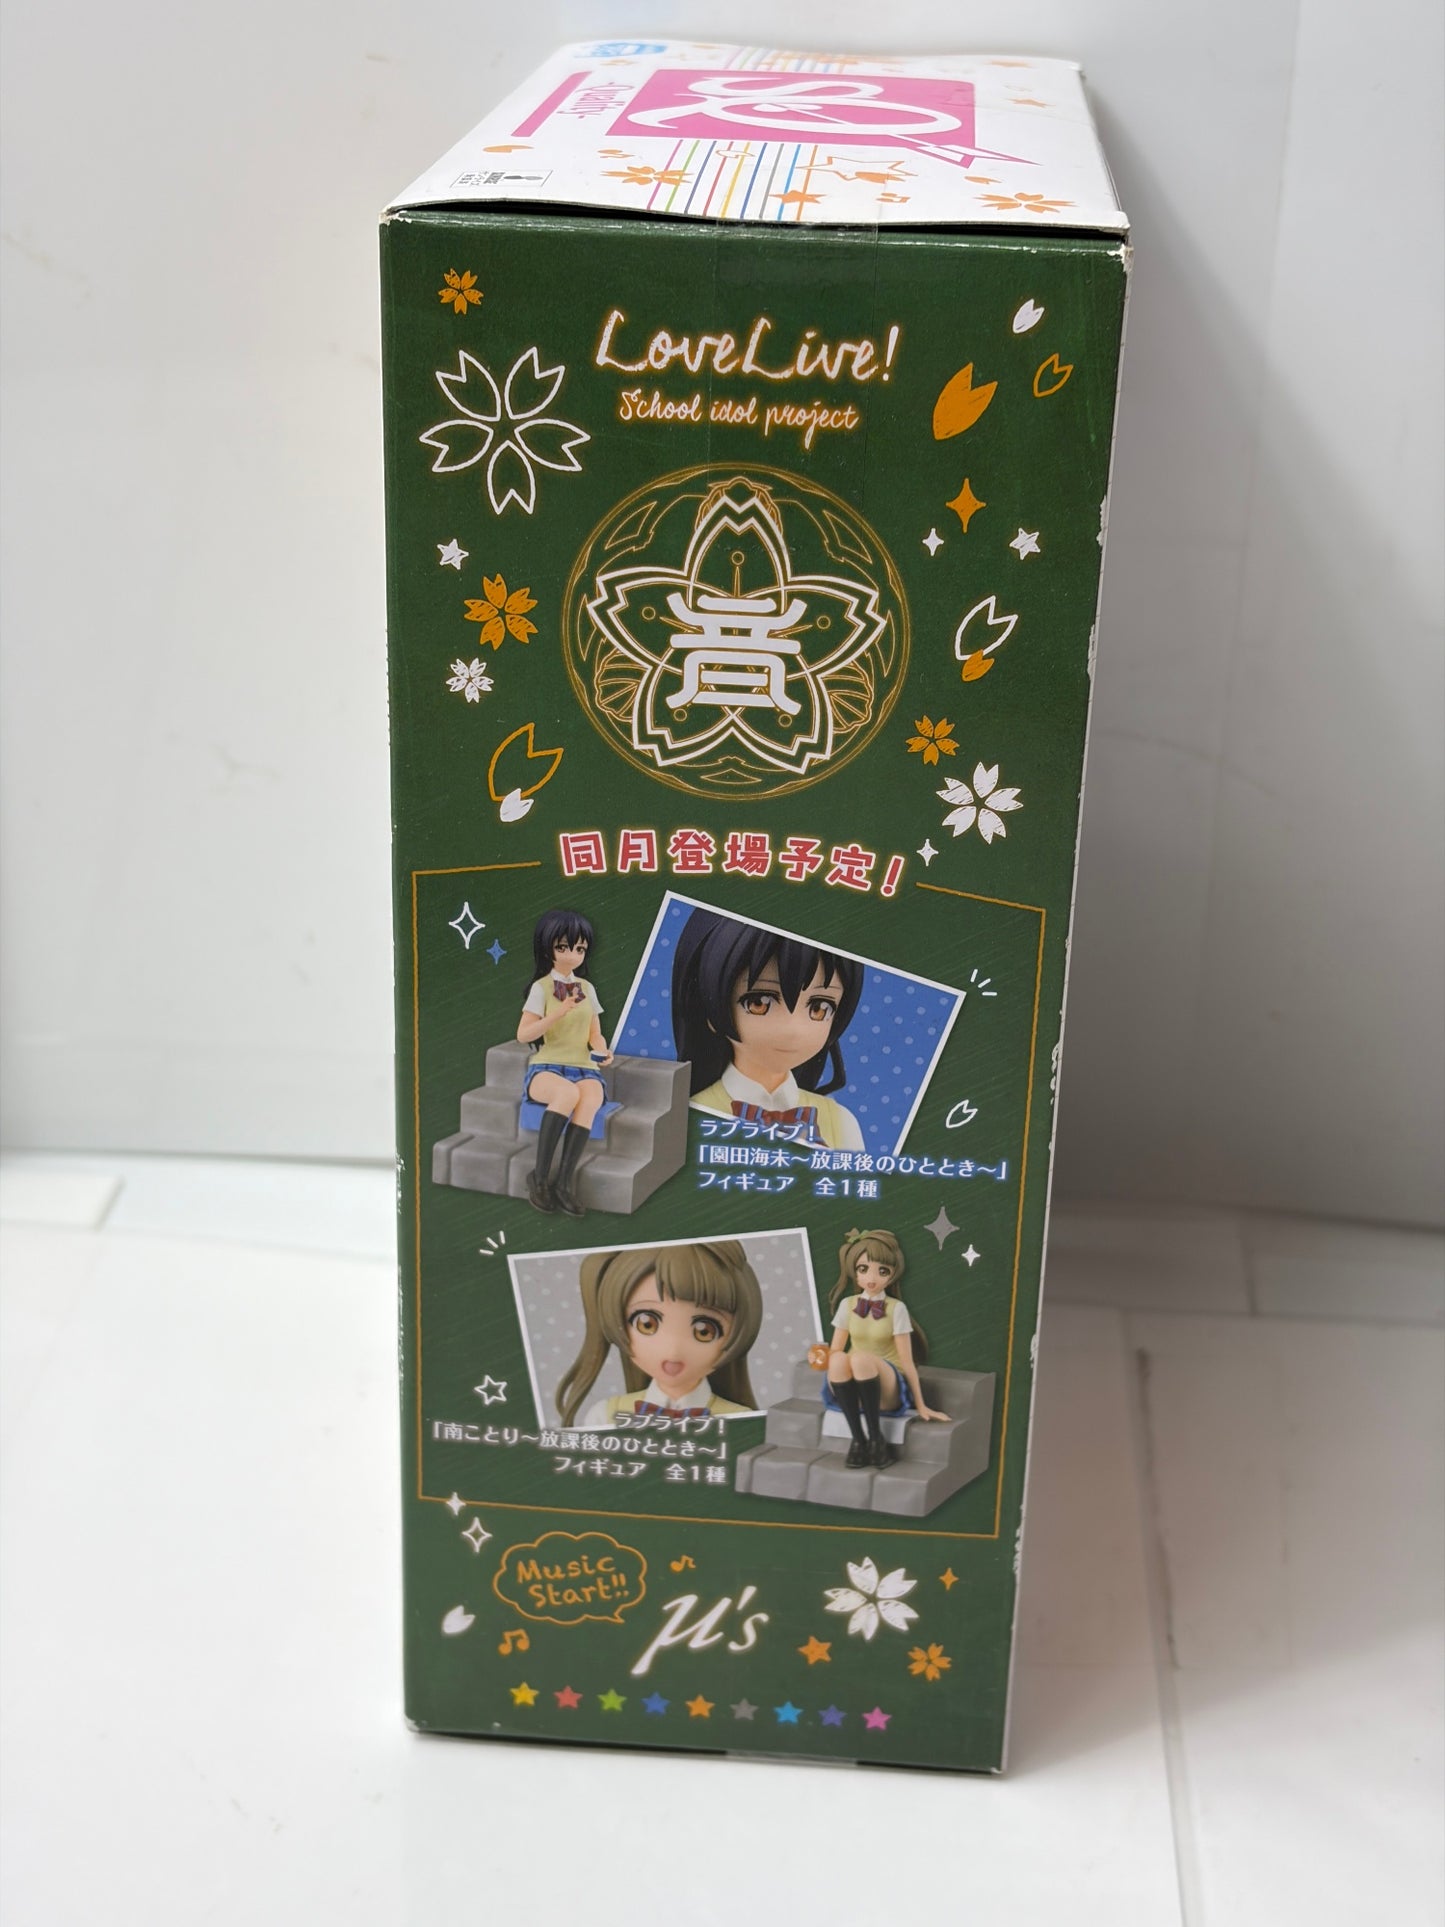 SQ
-Quality-
LoveLive!
School idol project
音
同月登場予定!
ラブライブ!
「園田海未～放課後のひととき～」
フィギュア 全1種
ラブライブ!
「南ことり～放課後のひととき～」
フィギュア 全1種
Music
Start!!
μ's